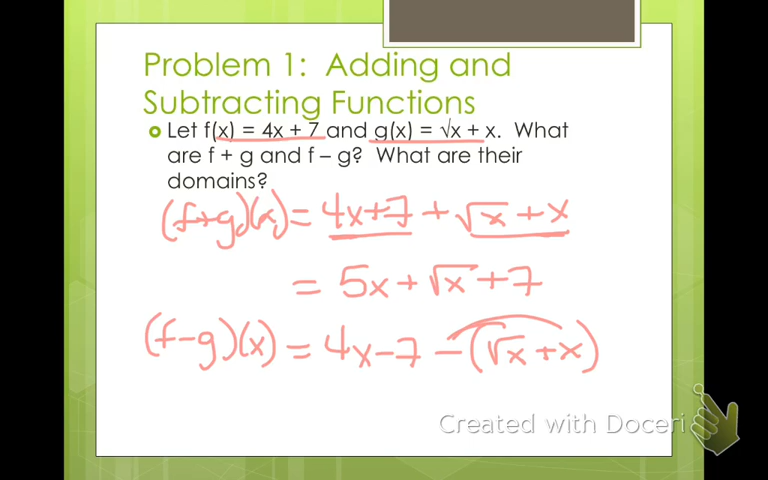 Problem 1: Adding and
Subtracting Functions
Let f(x) = 4x + 7 and g(x) = √x + x. What
are f + g and f – g? What are their
domains?
(f+g)(x) = 4x+7 + √x + x
= 5x + √x + 7
(f-g)(x) = 4x-7 - (√x + x)
Created with Doceri